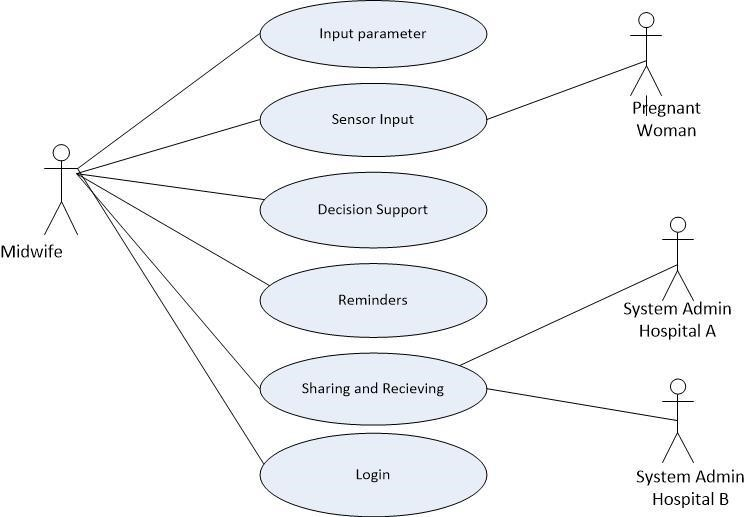 Input parameter
Sensor Input
Pregnant
Woman
Midwife
Decision Support
Reminders
System Admin
Hospital A
Sharing and Recieving
Login
System Admin
Hospital B